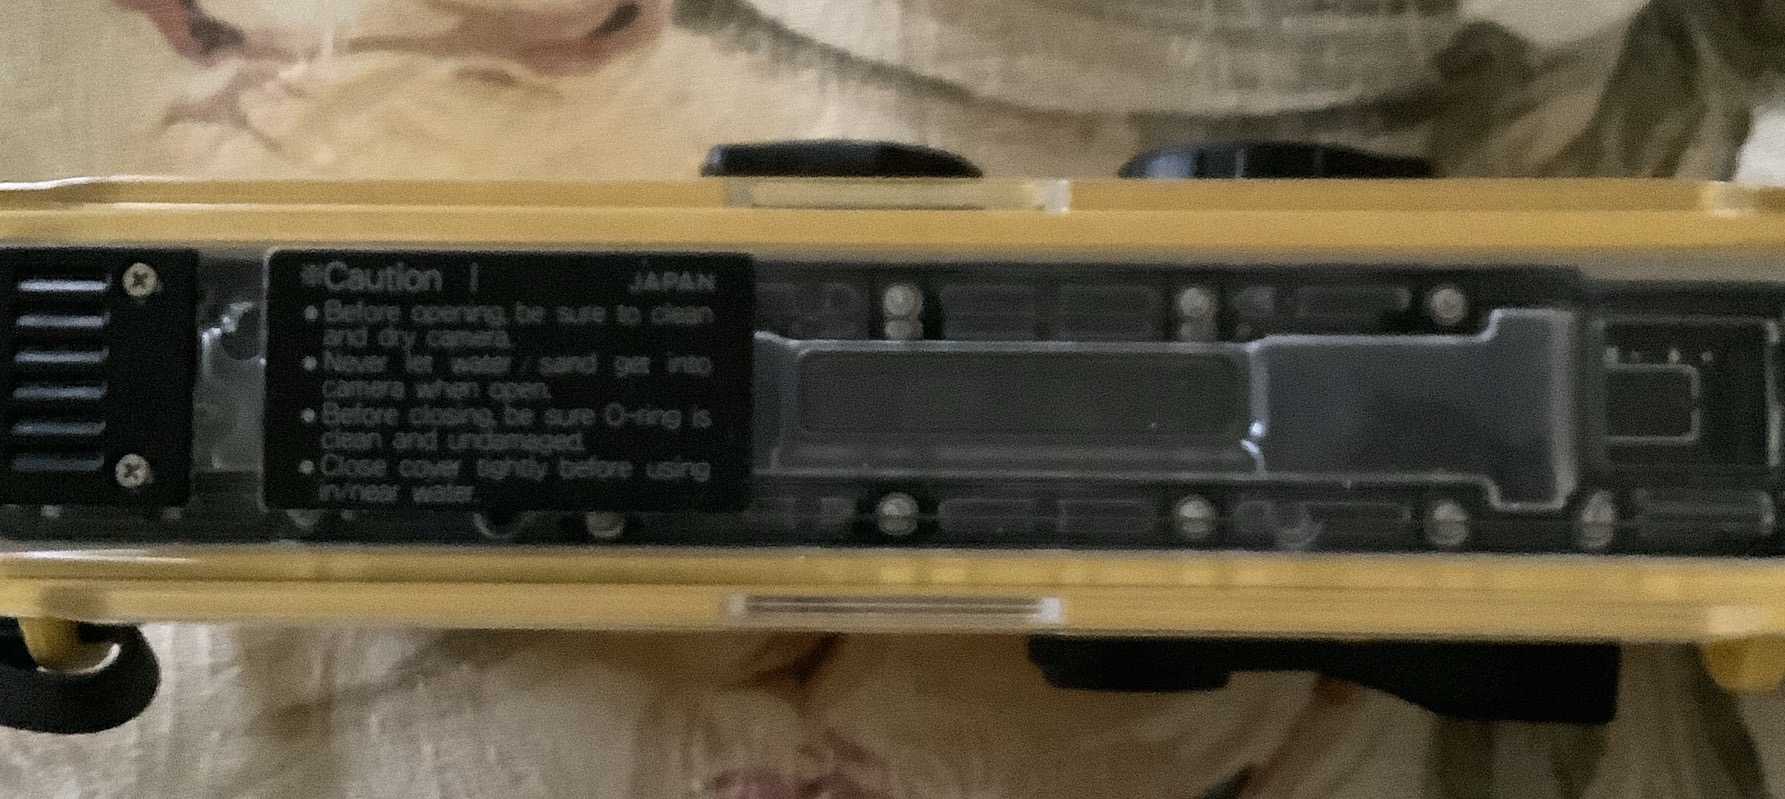 ※Caution ! JAPAN
● Before opening, be sure to clean
and dry camera.
● Never let water/sand get into
camera when open.
● Before closing, be sure O-ring is
clean and undamaged.
● Close cover tightly before using
in/near water.